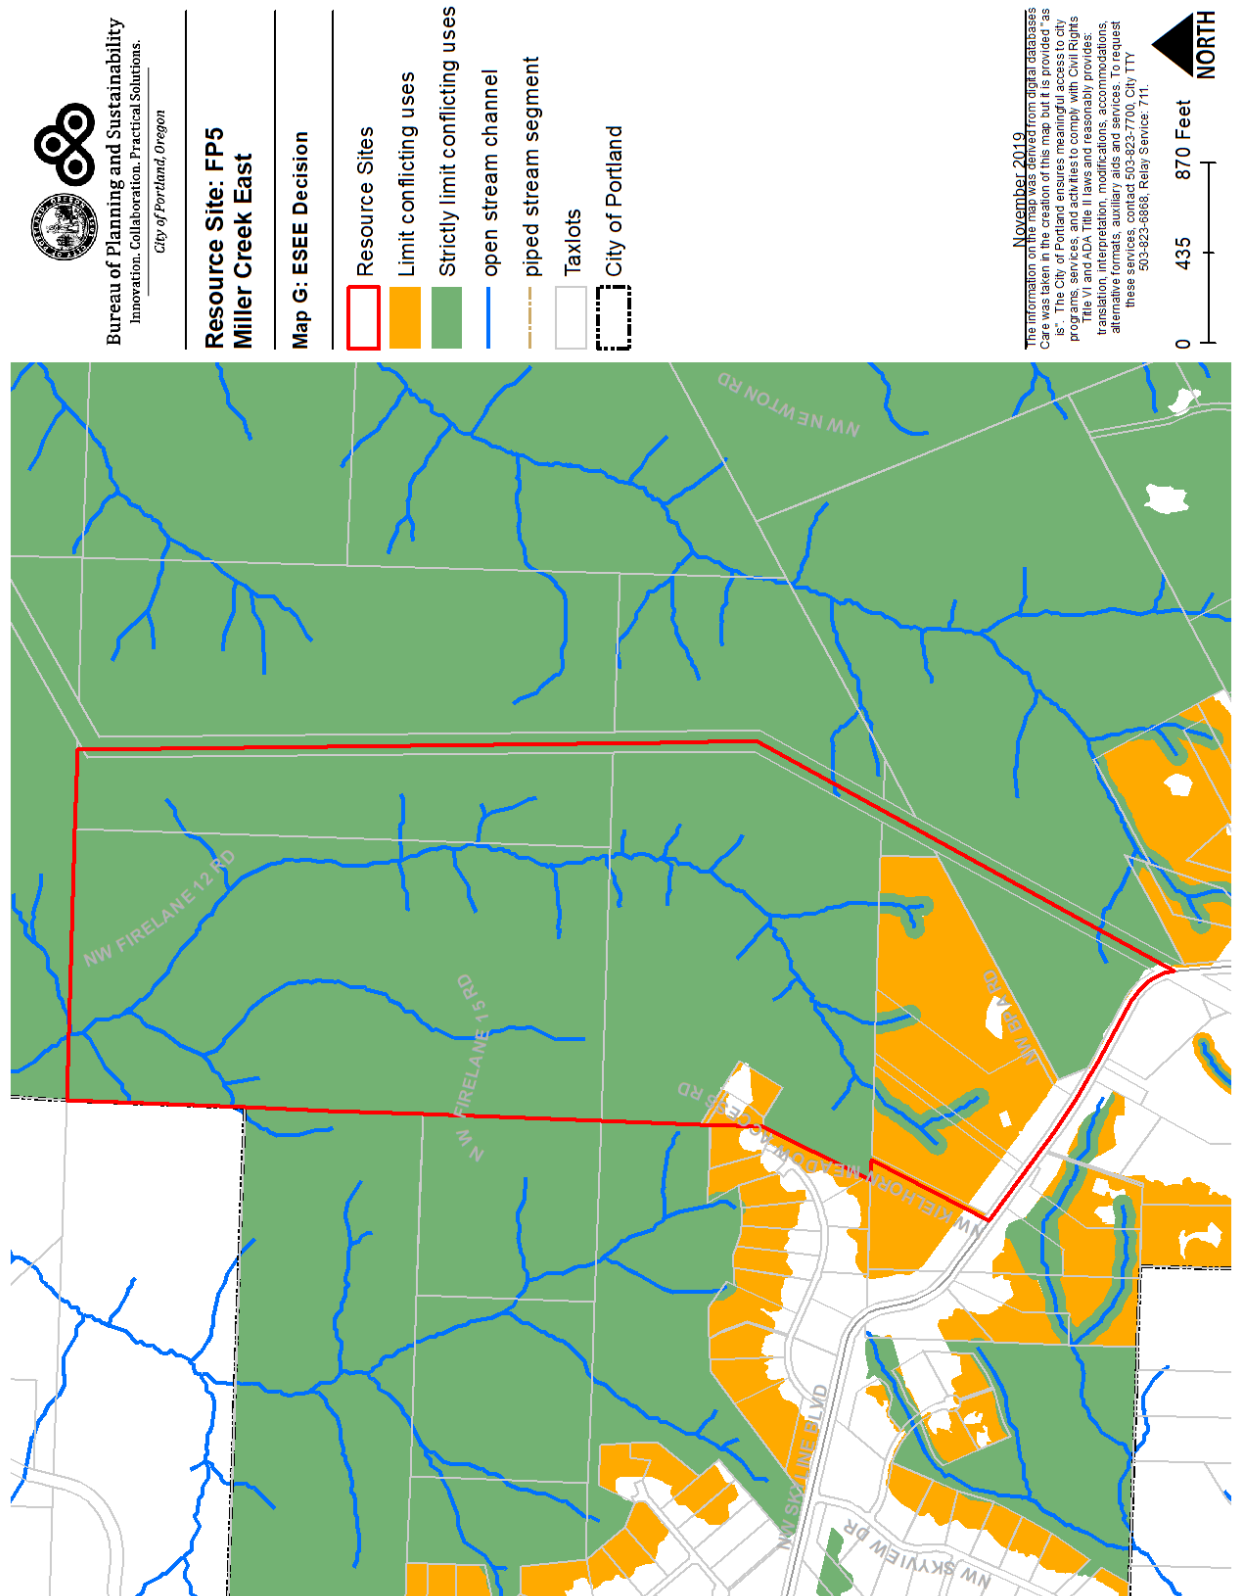 Bureau of Planning and Sustainability
Innovation. Collaboration. Practical Solutions.
City of Portland, Oregon
Resource Site: FP5
Miller Creek East
Map G: ESEE Decision
Resource Sites
Limit conflicting uses
Strictly limit conflicting uses
open stream channel
piped stream segment
Taxlots
City of Portland
November 2019
The information on the map was derived from digital databases
Care was taken in the creation of this map but it is provided "as
is". The City of Portland ensures meaningful access to city
programs, services, and activities to comply with Civil Rights
Title VI and ADA Title II laws and reasonably provides:
translation, interpretation, modifications, accommodations,
alternative formats, auxiliary aids and services. To request
these services, contact 503-823-7700, City TTY
503-823-6868, Relay Service: 711.
0 435 870 Feet
NORTH
NW NEWTON RD
NW FIRELANE 12 RD
NW FIRELANE 15 RD
NW BPA RD
NW KIELHORN MEADOW ACCESS RD
NW SKYLINE BLVD
NW SKYVIEW DR